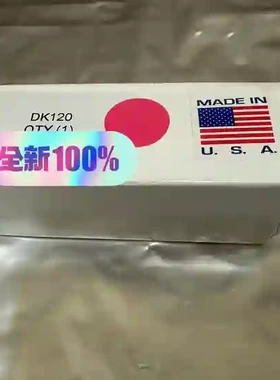 DK120
QTY (1)
全新100%
MADE IN
U. S. A.